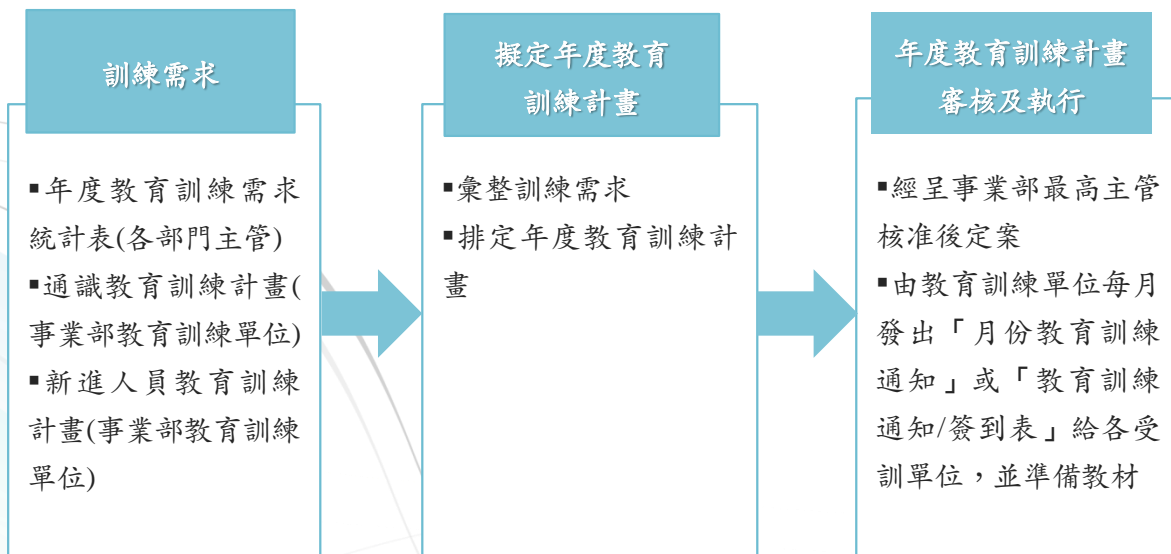 訓練需求
▪年度教育訓練需求
統計表(各部門主管)
▪通識教育訓練計畫(
事業部教育訓練單位)
▪新進人員教育訓練
計畫(事業部教育訓練
單位)
擬定年度教育
訓練計畫
▪彙整訓練需求
▪排定年度教育訓練計
畫
年度教育訓練計畫
審核及執行
▪經呈事業部最高主管
核准後定案
▪由教育訓練單位每月
發出「月份教育訓練
通知」或「教育訓練
通知/簽到表」給各受
訓單位，並準備教材